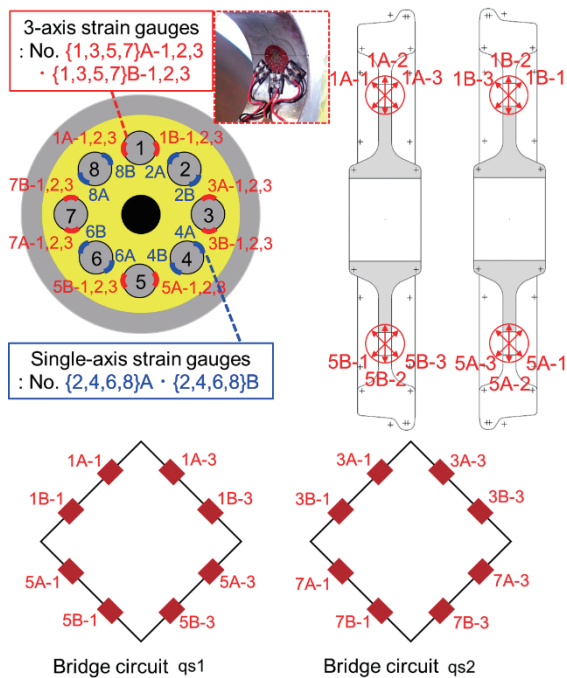 3-axis strain gauges
: No. {1,3,5,7}A-1,2,3
・{1,3,5,7}B-1,2,3
1A-1,2,3
1B-1,2,3
1
8
8B
2A
2
7B-1,2,3
8A
2B
3A-1,2,3
7
3
7A-1,2,3
6B
4A
3B-1,2,3
6
6A
4B
4
5B-1,2,3
5
5A-1,2,3
Single-axis strain gauges
: No. {2,4,6,8}A・{2,4,6,8}B
1A-2
1A-1
1A-3
1B-2
1B-3
1B-1
5B-1
5B-3
5B-2
5A-3
5A-1
5A-2
1A-1
1A-3
1B-1
1B-3
5A-1
5A-3
5B-1
5B-3
Bridge circuit qs1
3A-1
3A-3
3B-1
3B-3
7A-1
7A-3
7B-1
7B-3
Bridge circuit qs2